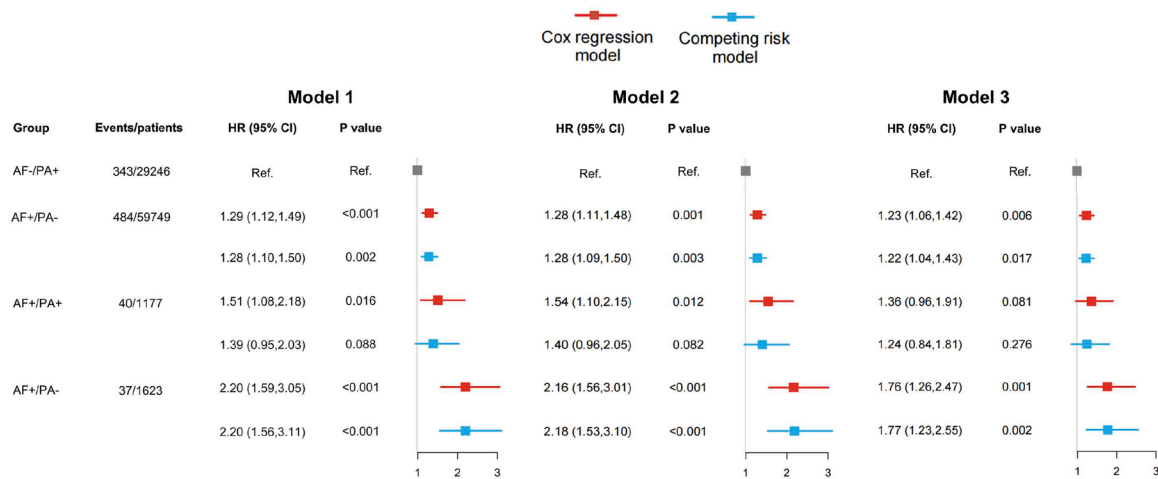 Cox regression model
Competing risk model
Model 1 Model 2 Model 3
Group Events/patients HR (95% CI) P value HR (95% CI) P value HR (95% CI) P value
AF-/PA+ 343/29246 Ref. Ref. Ref. Ref. Ref. Ref.
AF+/PA- 484/59749 1.29 (1.12,1.49) <0.001 1.28 (1.11,1.48) 0.001 1.23 (1.06,1.42) 0.006
1.28 (1.10,1.50) 0.002 1.28 (1.09,1.50) 0.003 1.22 (1.04,1.43) 0.017
AF+/PA+ 40/1177 1.51 (1.08,2.18) 0.016 1.54 (1.10,2.15) 0.012 1.36 (0.96,1.91) 0.081
1.39 (0.95,2.03) 0.088 1.40 (0.96,2.05) 0.082 1.24 (0.84,1.81) 0.276
AF+/PA- 37/1623 2.20 (1.59,3.05) <0.001 2.16 (1.56,3.01) <0.001 1.76 (1.26,2.47) 0.001
2.20 (1.56,3.11) <0.001 2.18 (1.53,3.10) <0.001 1.77 (1.23,2.55) 0.002
1 2 3 1 2 3 1 2 3